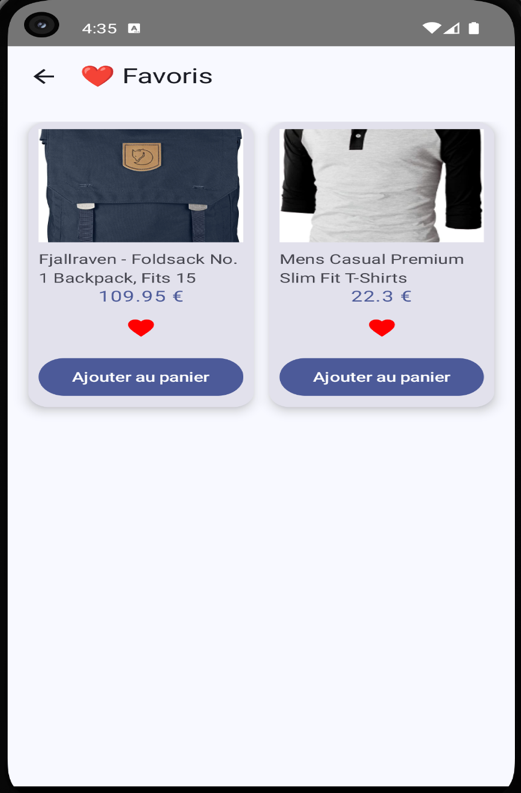 4:35
❤️ Favoris
Fjallraven - Foldsack No.
1 Backpack, Fits 15
109.95 €
Ajouter au panier
Mens Casual Premium
Slim Fit T-Shirts
22.3 €
Ajouter au panier